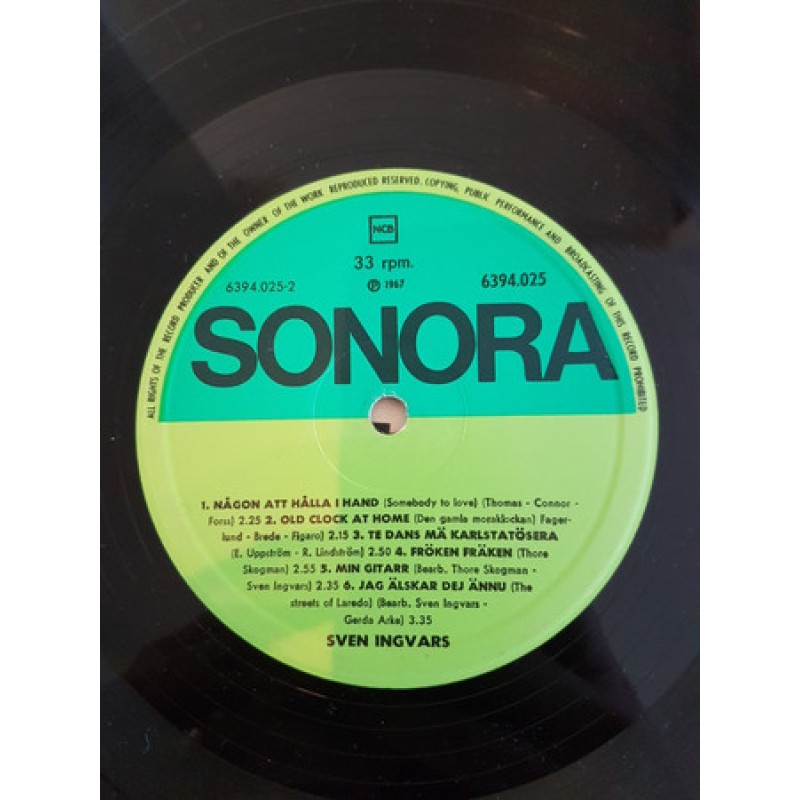 ALL RIGHTS OF THE RECORD PRODUCER AND OF THE OWNER OF THE WORK REPRODUCED RESERVED. COPYING, PUBLIC PERFORMANCE AND BROADCASTING OF THIS RECORD PROHIBITED
NCB
33 rpm.
6394.025-2 ℗ 1967 6394.025
SONORA
1. NÅGON ATT HÅLLA I HAND (Somebody to love) (Thomas - Connor -
Forss) 2.25 2. OLD CLOCK AT HOME (Den gamla moraklockan) Fager-
lund - Brede - Figaro) 2.15 3. TE DANS MÄ KARLSTATÖSERA
(E. Uppström - R. Lindström) 2.50 4. FRÖKEN FRÄKEN (Thore
Skogman) 2.55 5. MIN GITARR (Bearb. Thore Skogman -
Sven Ingvars) 2.35 6. JAG ÄLSKAR DEJ ÄNNU (The
streets of Laredo) (Bearb. Sven Ingvars -
Gerda Arka) 3.35
SVEN INGVARS